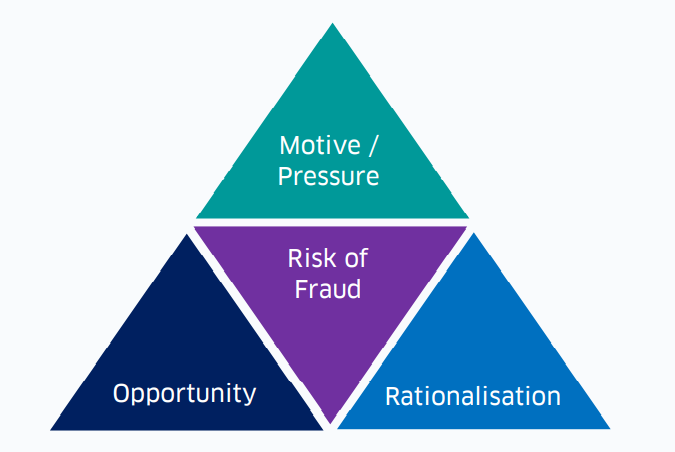 Motive /
Pressure
Risk of
Fraud
Opportunity
Rationalisation